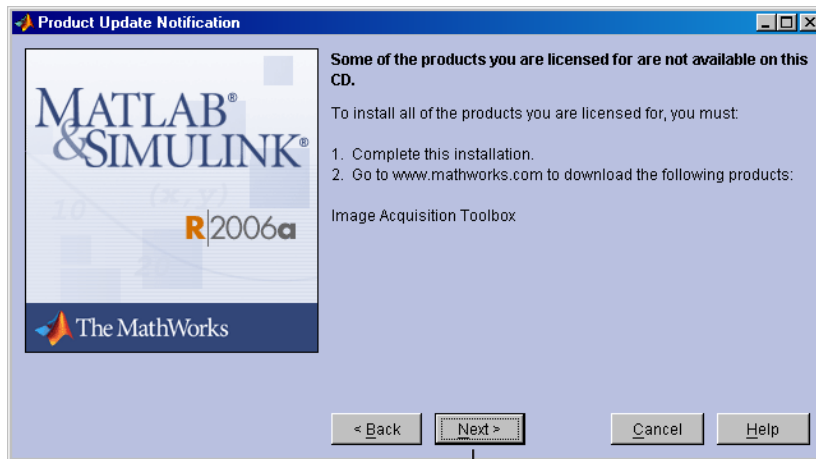 Product Update Notification
MATLAB®
&SIMULINK®
(x, y)
10
20
R2006a
The MathWorks
Some of the products you are licensed for are not available on this
CD.
To install all of the products you are licensed for, you must:
1. Complete this installation.
2. Go to www.mathworks.com to download the following products:
Image Acquisition Toolbox
< Back
Next >
Cancel
Help